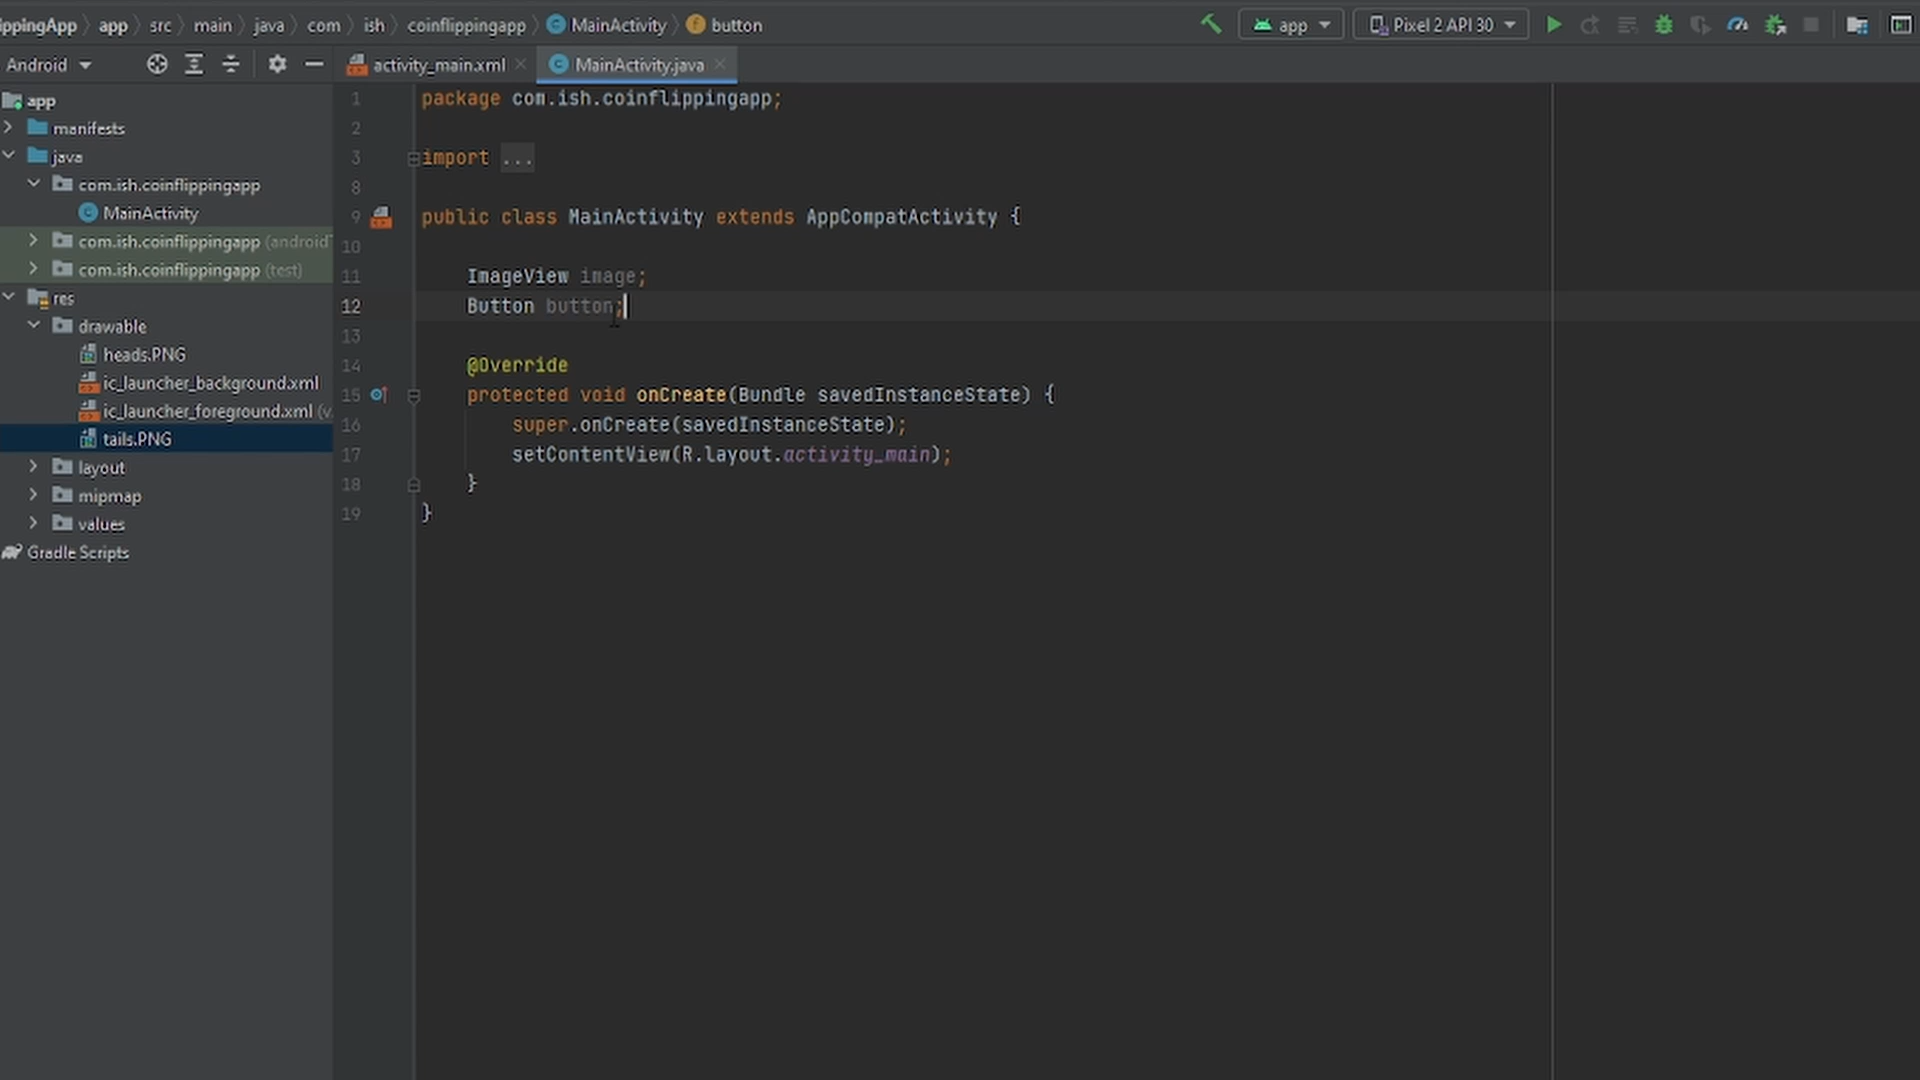 ippingApp app src main java com ish coinflippingapp MainActivity button app Pixel 2 API 30
Android activity_main.xml MainActivity.java
app
manifests
java
com.ish.coinflippingapp
MainActivity
com.ish.coinflippingapp (android
com.ish.coinflippingapp (test)
res
drawable
heads.PNG
ic_launcher_background.xml
ic_launcher_foreground.xml (v
tails.PNG
layout
mipmap
values
Gradle Scripts
1 package com.ish.coinflippingapp;
2
3 import ...
8
9 public class MainActivity extends AppCompatActivity {
10
11 ImageView image;
12 Button button;
13
14 @Override
15 protected void onCreate(Bundle savedInstanceState) {
16 super.onCreate(savedInstanceState);
17 setContentView(R.layout.activity_main);
18 }
19 }